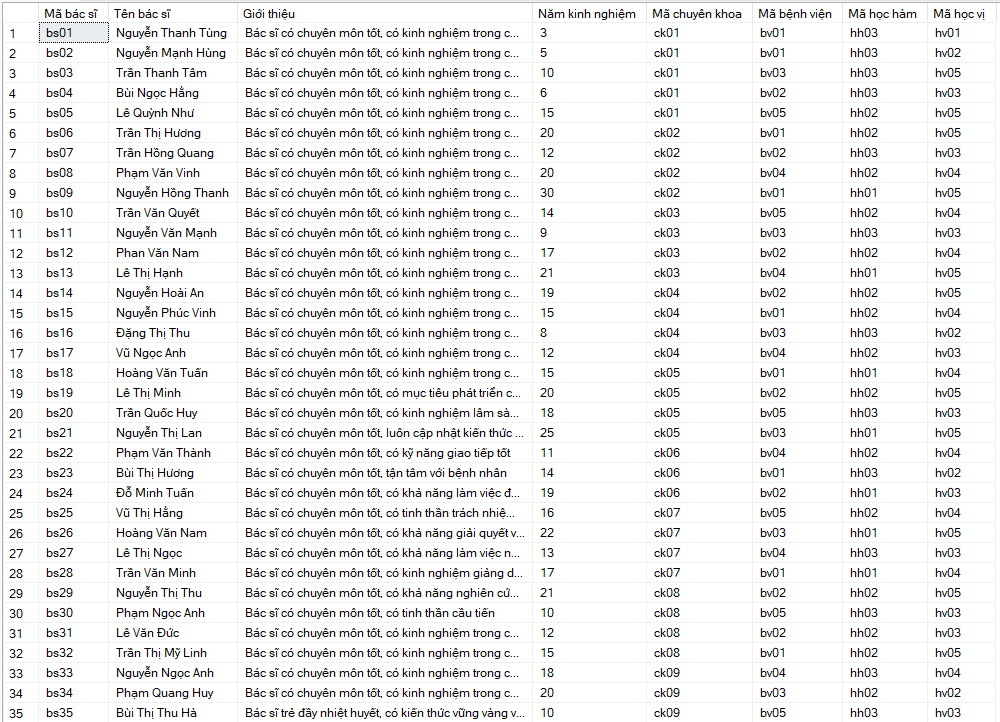 Mã bác sĩ Tên bác sĩ Giới thiệu Năm kinh nghiệm Mã chuyên khoa Mã bệnh viện Mã học hàm Mã học vị
1 bs01 Nguyễn Thanh Tùng Bác sĩ có chuyên môn tốt, có kinh nghiệm trong c... 3 ck01 bv01 hh03 hv01
2 bs02 Nguyễn Mạnh Hùng Bác sĩ có chuyên môn tốt, có kinh nghiệm trong c... 5 ck01 bv01 hh03 hv02
3 bs03 Trần Thanh Tâm Bác sĩ có chuyên môn tốt, có kinh nghiệm trong c... 10 ck01 bv03 hh03 hv05
4 bs04 Bùi Ngọc Hằng Bác sĩ có chuyên môn tốt, có kinh nghiệm trong c... 6 ck01 bv02 hh03 hv03
5 bs05 Lê Quỳnh Như Bác sĩ có chuyên môn tốt, có kinh nghiệm trong c... 15 ck01 bv05 hh02 hv05
6 bs06 Trần Thị Hương Bác sĩ có chuyên môn tốt, có kinh nghiệm trong c... 20 ck02 bv01 hh02 hv05
7 bs07 Trần Hồng Quang Bác sĩ có chuyên môn tốt, có kinh nghiệm trong c... 12 ck02 bv02 hh03 hv03
8 bs08 Phạm Văn Vinh Bác sĩ có chuyên môn tốt, có kinh nghiệm trong c... 20 ck02 bv04 hh02 hv04
9 bs09 Nguyễn Hồng Thanh Bác sĩ có chuyên môn tốt, có kinh nghiệm trong c... 30 ck02 bv01 hh01 hv05
10 bs10 Trần Văn Quyết Bác sĩ có chuyên môn tốt, có kinh nghiệm trong c... 14 ck03 bv05 hh02 hv04
11 bs11 Nguyễn Văn Mạnh Bác sĩ có chuyên môn tốt, có kinh nghiệm trong c... 9 ck03 bv03 hh03 hv03
12 bs12 Phan Văn Nam Bác sĩ có chuyên môn tốt, có kinh nghiệm trong c... 17 ck03 bv02 hh02 hv04
13 bs13 Lê Thị Hạnh Bác sĩ có chuyên môn tốt, có kinh nghiệm trong c... 21 ck03 bv04 hh01 hv05
14 bs14 Nguyễn Hoài An Bác sĩ có chuyên môn tốt, có kinh nghiệm trong c... 19 ck04 bv02 hh02 hv05
15 bs15 Nguyễn Phúc Vinh Bác sĩ có chuyên môn tốt, có kinh nghiệm trong c... 15 ck04 bv01 hh02 hv04
16 bs16 Đặng Thị Thu Bác sĩ có chuyên môn tốt, có kinh nghiệm trong c... 8 ck04 bv03 hh03 hv02
17 bs17 Vũ Ngọc Anh Bác sĩ có chuyên môn tốt, có kinh nghiệm trong c... 12 ck04 bv04 hh02 hv03
18 bs18 Hoàng Văn Tuấn Bác sĩ có chuyên môn tốt, có kinh nghiệm trong c... 15 ck05 bv01 hh01 hv04
19 bs19 Lê Thị Minh Bác sĩ có chuyên môn tốt, có mục tiêu phát triển c... 20 ck05 bv02 hh02 hv05
20 bs20 Trần Quốc Huy Bác sĩ có chuyên môn tốt, có kinh nghiệm lâm sà... 18 ck05 bv05 hh03 hv03
21 bs21 Nguyễn Thị Lan Bác sĩ có chuyên môn tốt, luôn cập nhật kiến thức ... 25 ck05 bv03 hh01 hv05
22 bs22 Phạm Văn Thành Bác sĩ có chuyên môn tốt, có kỹ năng giao tiếp tốt 11 ck06 bv04 hh02 hv04
23 bs23 Bùi Thị Hương Bác sĩ có chuyên môn tốt, tận tâm với bệnh nhân 14 ck06 bv01 hh03 hv02
24 bs24 Đỗ Minh Tuấn Bác sĩ có chuyên môn tốt, có khả năng làm việc đ... 19 ck06 bv02 hh01 hv03
25 bs25 Vũ Thị Hằng Bác sĩ có chuyên môn tốt, có tinh thần trách nhiệ... 16 ck07 bv05 hh02 hv04
26 bs26 Hoàng Văn Nam Bác sĩ có chuyên môn tốt, có khả năng giải quyết v... 22 ck07 bv03 hh01 hv05
27 bs27 Lê Thị Ngọc Bác sĩ có chuyên môn tốt, có khả năng làm việc n... 13 ck07 bv04 hh03 hv03
28 bs28 Trần Văn Minh Bác sĩ có chuyên môn tốt, có kinh nghiệm giảng d... 17 ck07 bv01 hh01 hv04
29 bs29 Nguyễn Thị Thu Bác sĩ có chuyên môn tốt, có khả năng nghiên cứ... 21 ck08 bv02 hh02 hv05
30 bs30 Phạm Ngọc Anh Bác sĩ có chuyên môn tốt, có tinh thần cầu tiến 10 ck08 bv05 hh03 hv03
31 bs31 Lê Văn Đức Bác sĩ có chuyên môn tốt, có kinh nghiệm trong c... 12 ck08 bv02 hh02 hv03
32 bs32 Trần Thị Mỹ Linh Bác sĩ có chuyên môn tốt, có kinh nghiệm trong c... 15 ck08 bv01 hh01 hv05
33 bs33 Nguyễn Ngọc Anh Bác sĩ có chuyên môn tốt, có kinh nghiệm trong c... 18 ck09 bv04 hh03 hv04
34 bs34 Phạm Quang Huy Bác sĩ có chuyên môn tốt, có kinh nghiệm trong c... 20 ck09 bv03 hh02 hv02
35 bs35 Bùi Thị Thu Hà Bác sĩ trẻ đầy nhiệt huyết, có kiến thức vững vàng v... 10 ck09 bv05 hh03 hv03